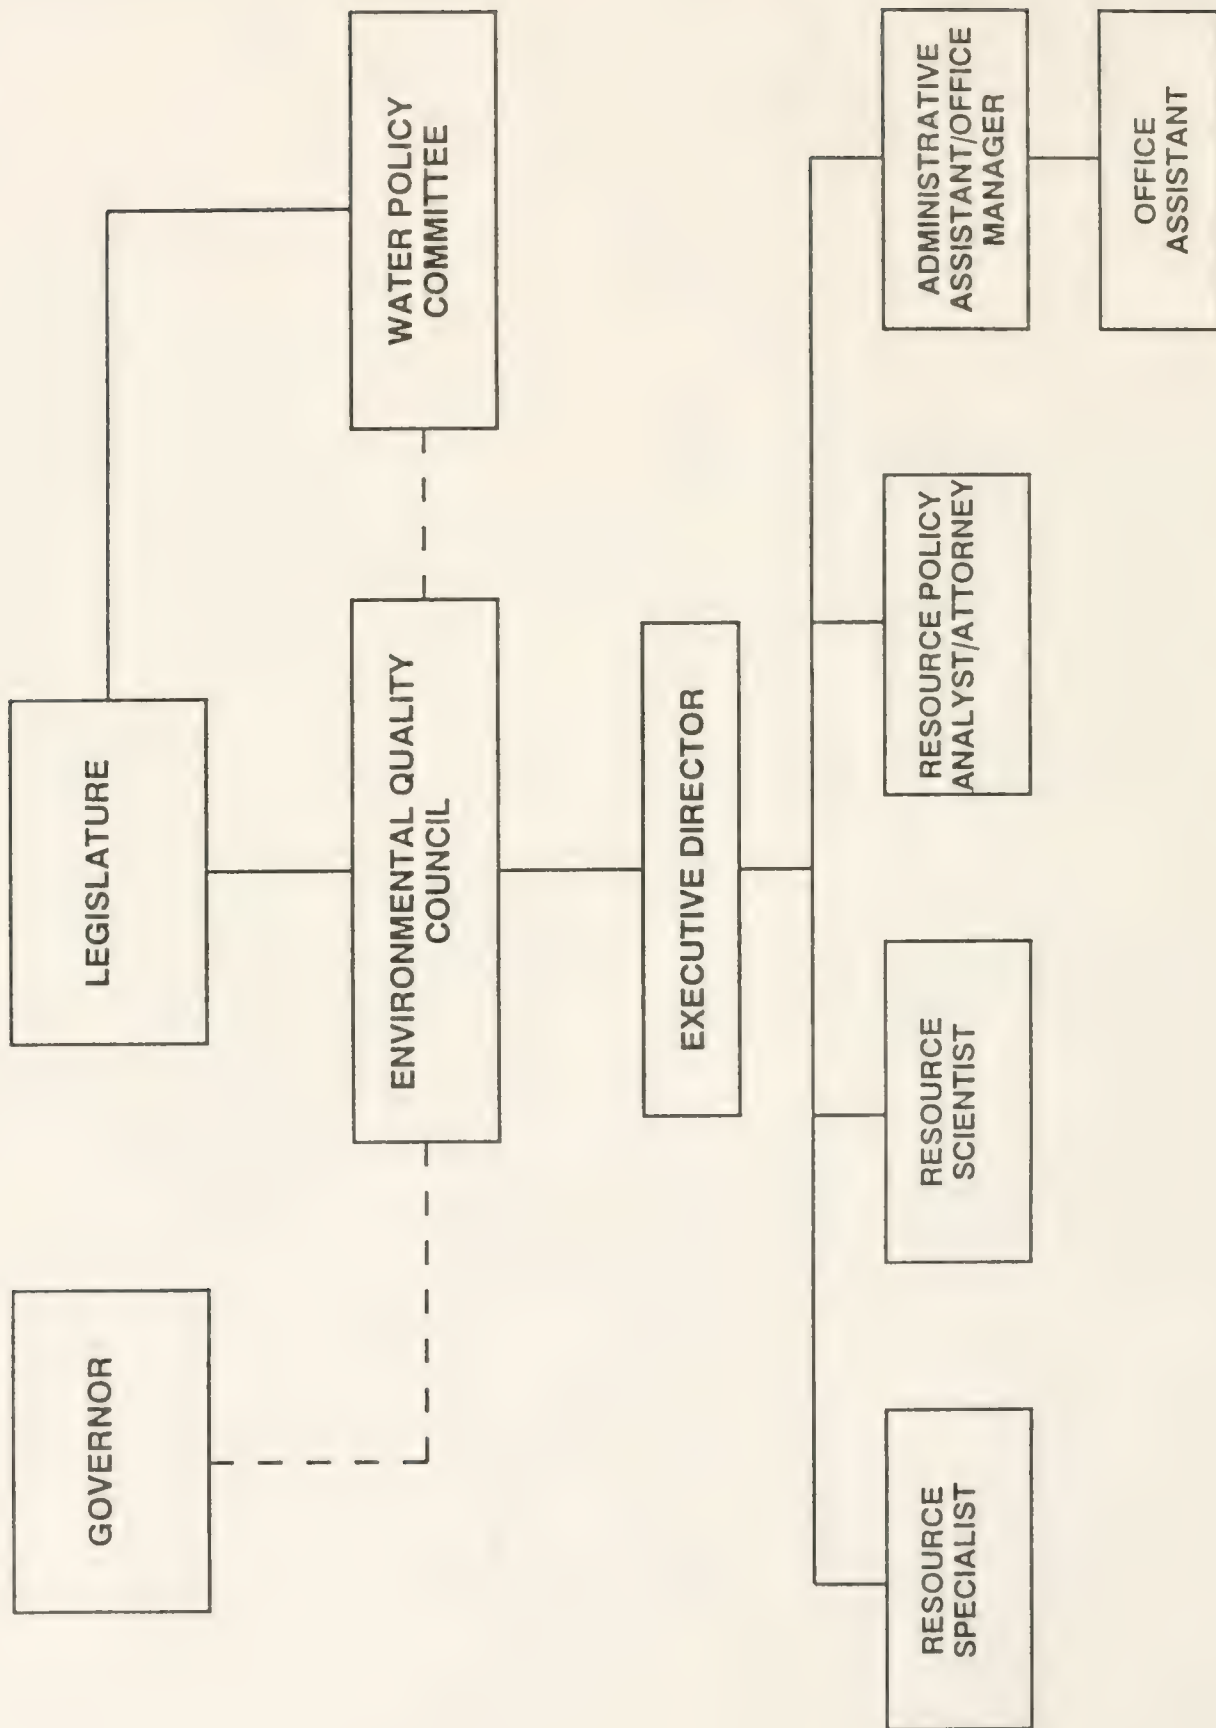 GOVERNOR
LEGISLATURE
ENVIRONMENTAL QUALITY
COUNCIL
WATER POLICY
COMMITTEE
EXECUTIVE DIRECTOR
RESOURCE
SPECIALIST
RESOURCE
SCIENTIST
RESOURCE POLICY
ANALYST/ATTORNEY
ADMINISTRATIVE
ASSISTANT/OFFICE
MANAGER
OFFICE
ASSISTANT